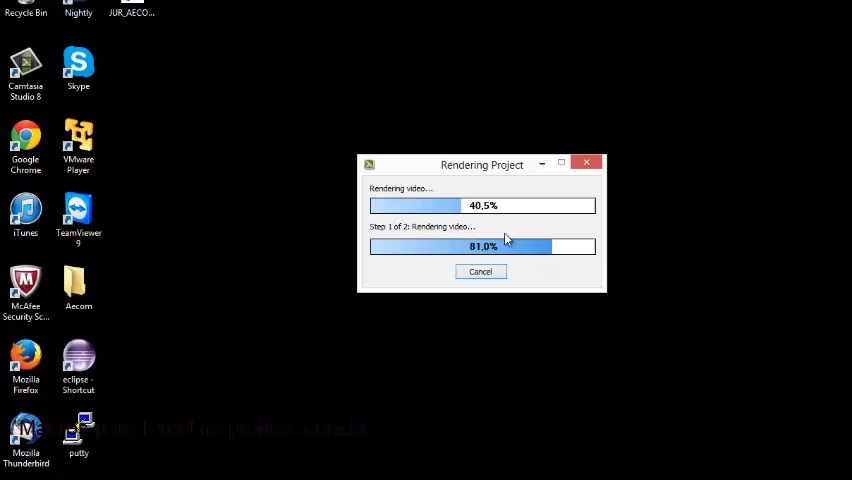 Recycle Bin
Nightly
JUR_AECO...
Camtasia
Studio 8
Skype
Google
Chrome
VMware
Player
iTunes
TeamViewer
9
McAfee
Security Sc...
Aecom
Mozilla
Firefox
eclipse -
Shortcut
Mozilla
Thunderbird
putty
Rendering Project
Rendering video...
40,5%
Step 1 of 2: Rendering video...
81,0%
Cancel